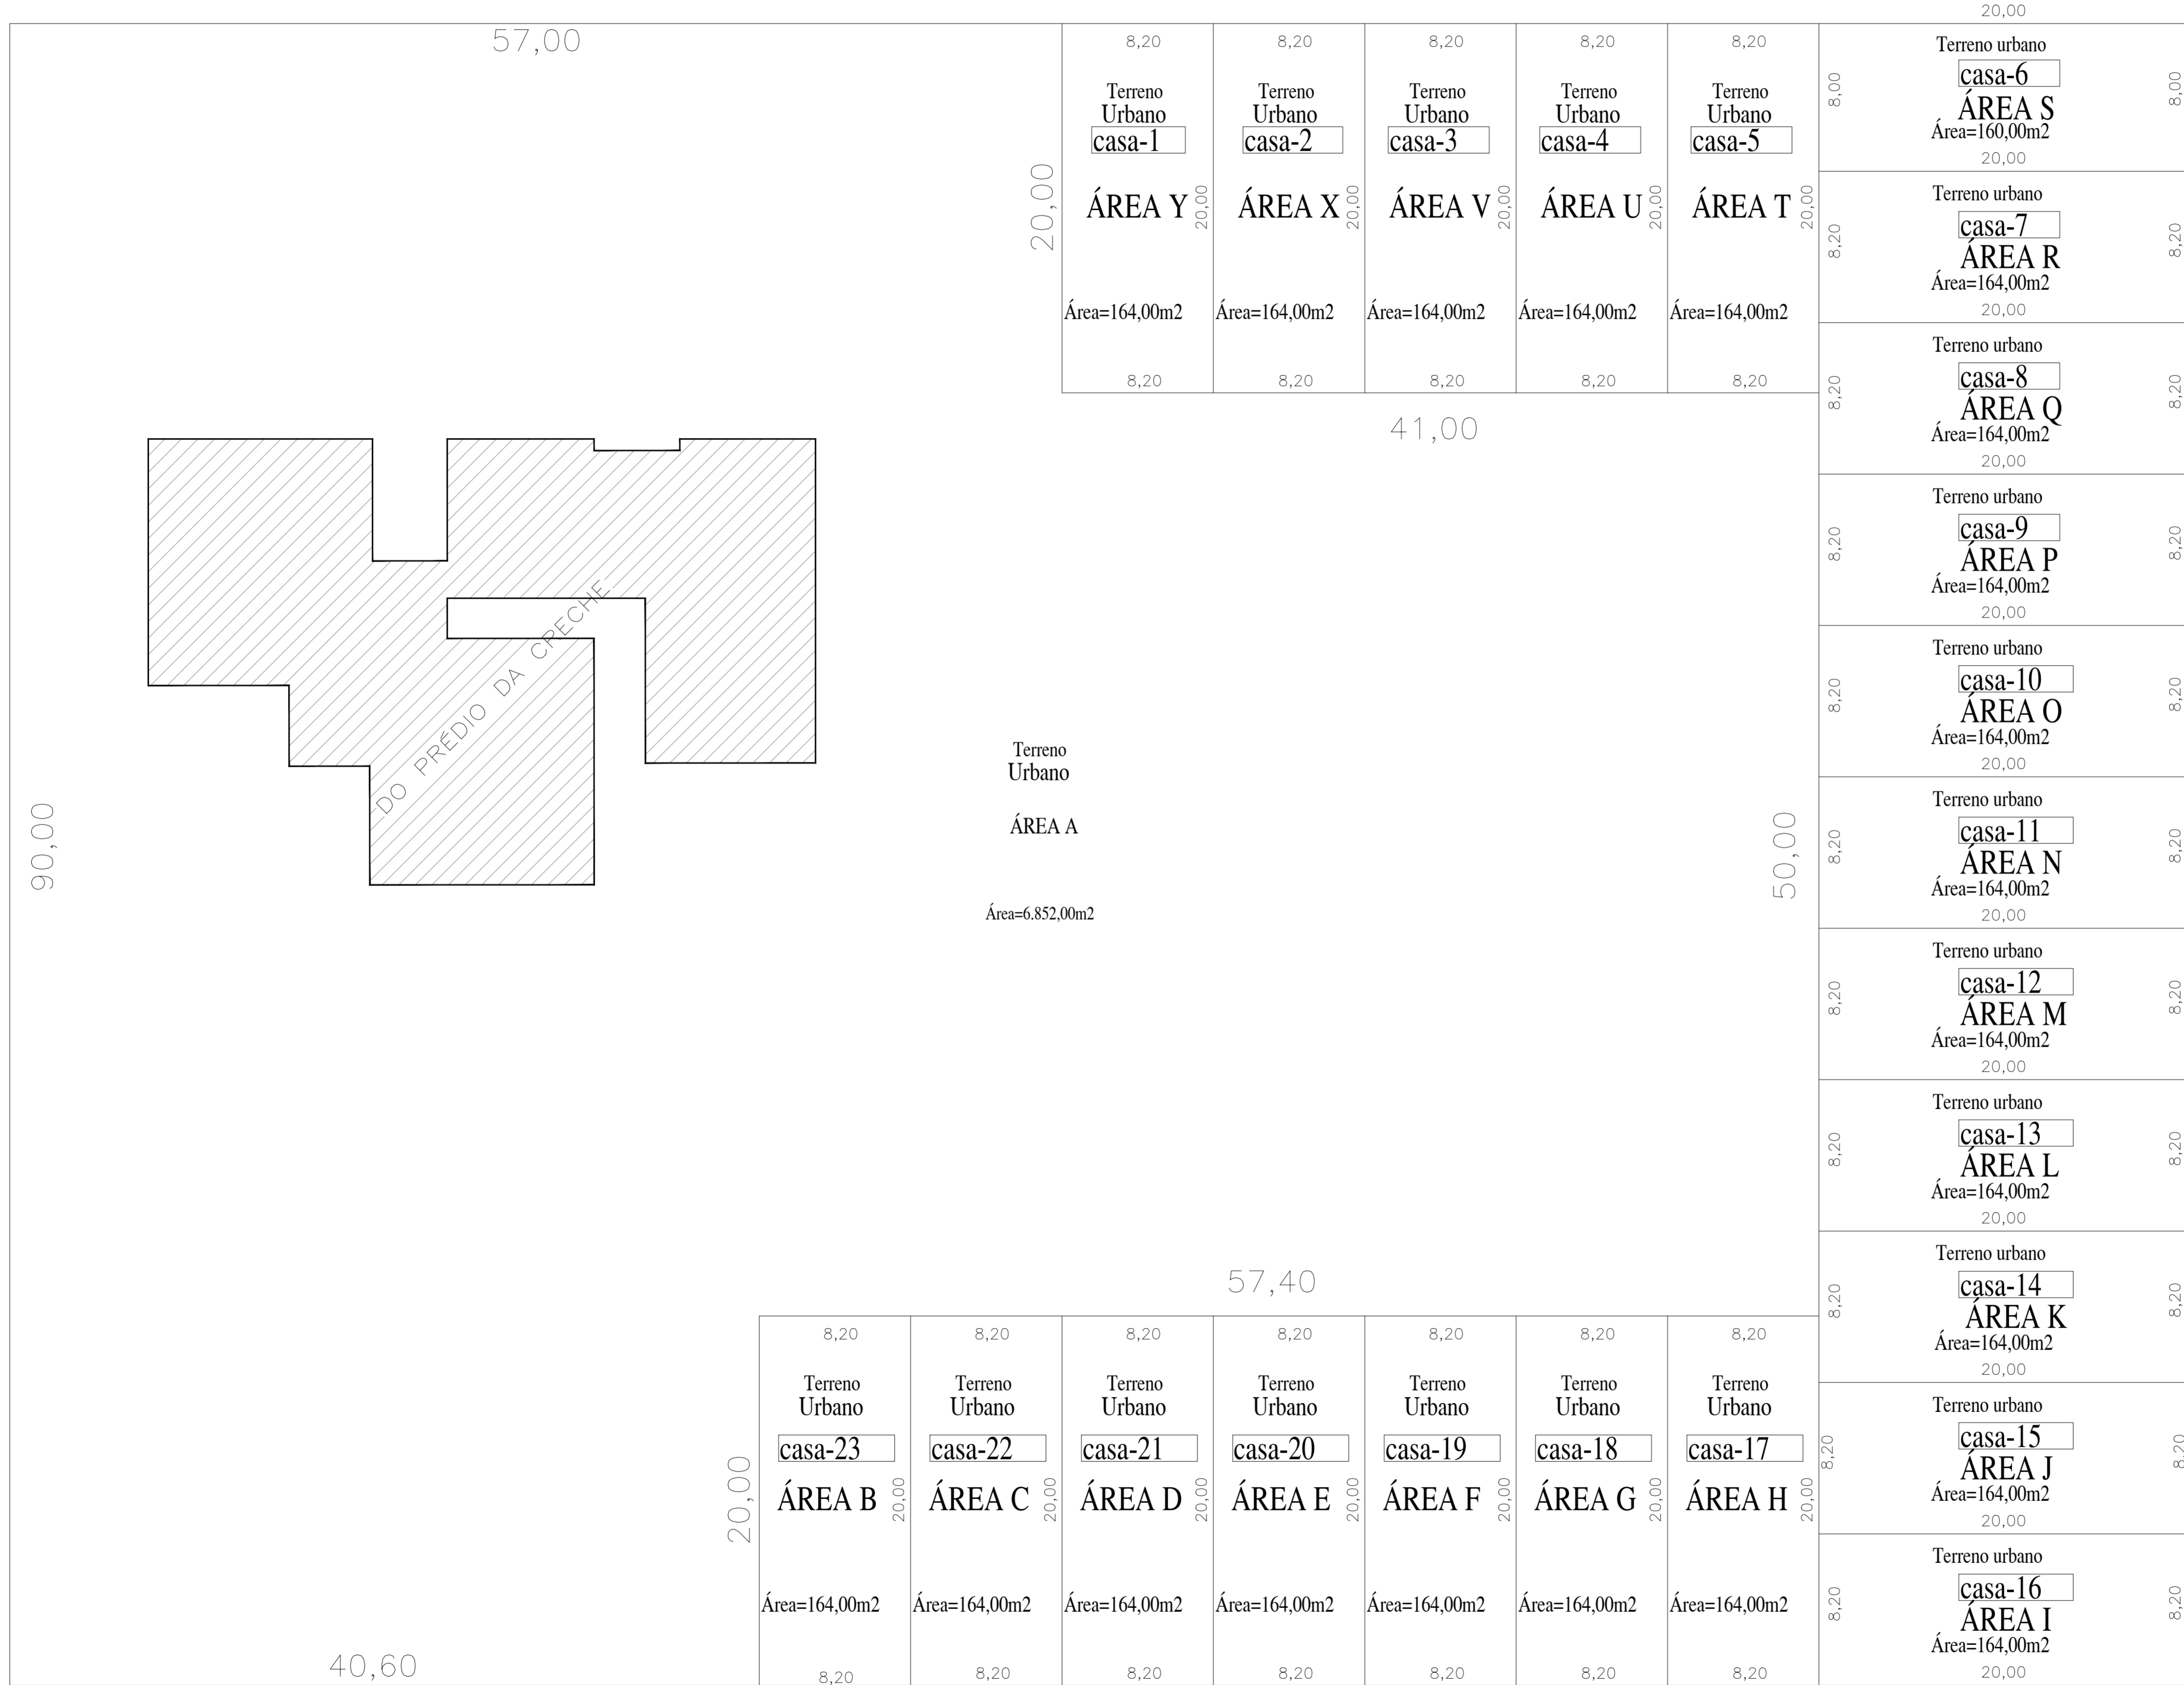 57,00
8,20
Terreno
Urbano
casa-1
ÁREA Y
20,00
20,00
Área=164,00m2
8,20
8,20
Terreno
Urbano
casa-2
ÁREA X
20,00
Área=164,00m2
8,20
8,20
Terreno
Urbano
casa-3
ÁREA V
20,00
Área=164,00m2
8,20
8,20
Terreno
Urbano
casa-4
ÁREA U
20,00
Área=164,00m2
8,20
8,20
Terreno
Urbano
casa-5
ÁREA T
20,00
Área=164,00m2
8,20
41,00
20,00
Terreno urbano
casa-6
8,00
8,00
ÁREA S
Área=160,00m2
20,00
Terreno urbano
casa-7
8,20
8,20
ÁREA R
Área=164,00m2
20,00
Terreno urbano
casa-8
8,20
8,20
ÁREA Q
Área=164,00m2
20,00
Terreno urbano
casa-9
8,20
8,20
ÁREA P
Área=164,00m2
20,00
Terreno urbano
casa-10
8,20
8,20
ÁREA O
Área=164,00m2
20,00
Terreno urbano
casa-11
8,20
8,20
ÁREA N
Área=164,00m2
20,00
Terreno urbano
casa-12
8,20
8,20
ÁREA M
Área=164,00m2
20,00
Terreno urbano
casa-13
8,20
8,20
ÁREA L
Área=164,00m2
20,00
Terreno urbano
casa-14
8,20
8,20
ÁREA K
Área=164,00m2
20,00
Terreno urbano
casa-15
8,20
8,20
ÁREA J
Área=164,00m2
20,00
Terreno urbano
casa-16
8,20
8,20
ÁREA I
Área=164,00m2
20,00
DO PRÉDIO DA CRECHE
90,00
Terreno
Urbano
ÁREA A
Área=6.852,00m2
50,00
57,40
8,20
Terreno
Urbano
casa-23
ÁREA B
20,00
20,00
Área=164,00m2
8,20
8,20
Terreno
Urbano
casa-22
ÁREA C
20,00
Área=164,00m2
8,20
8,20
Terreno
Urbano
casa-21
ÁREA D
20,00
Área=164,00m2
8,20
8,20
Terreno
Urbano
casa-20
ÁREA E
20,00
Área=164,00m2
8,20
8,20
Terreno
Urbano
casa-19
ÁREA F
20,00
Área=164,00m2
8,20
8,20
Terreno
Urbano
casa-18
ÁREA G
20,00
Área=164,00m2
8,20
8,20
Terreno
Urbano
casa-17
ÁREA H
20,00
Área=164,00m2
8,20
40,60